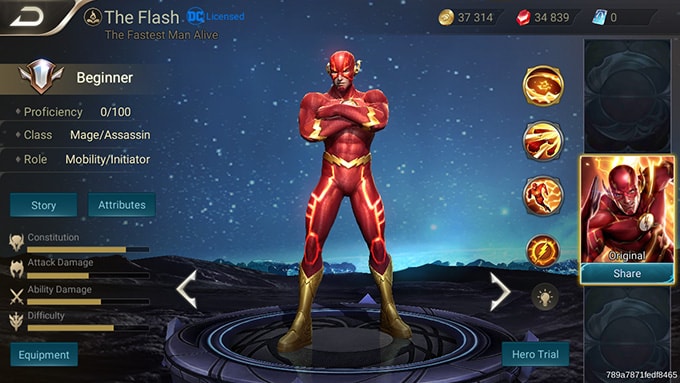 The Flash DC Licensed
The Fastest Man Alive
37 314
34 839
0
Beginner
Proficiency 0/100
Class Mage/Assassin
Role Mobility/Initiator
Story
Attributes
Constitution
Attack Damage
Ability Damage
Difficulty
Equipment
Original
Share
Hero Trial
789a7871fedf8465